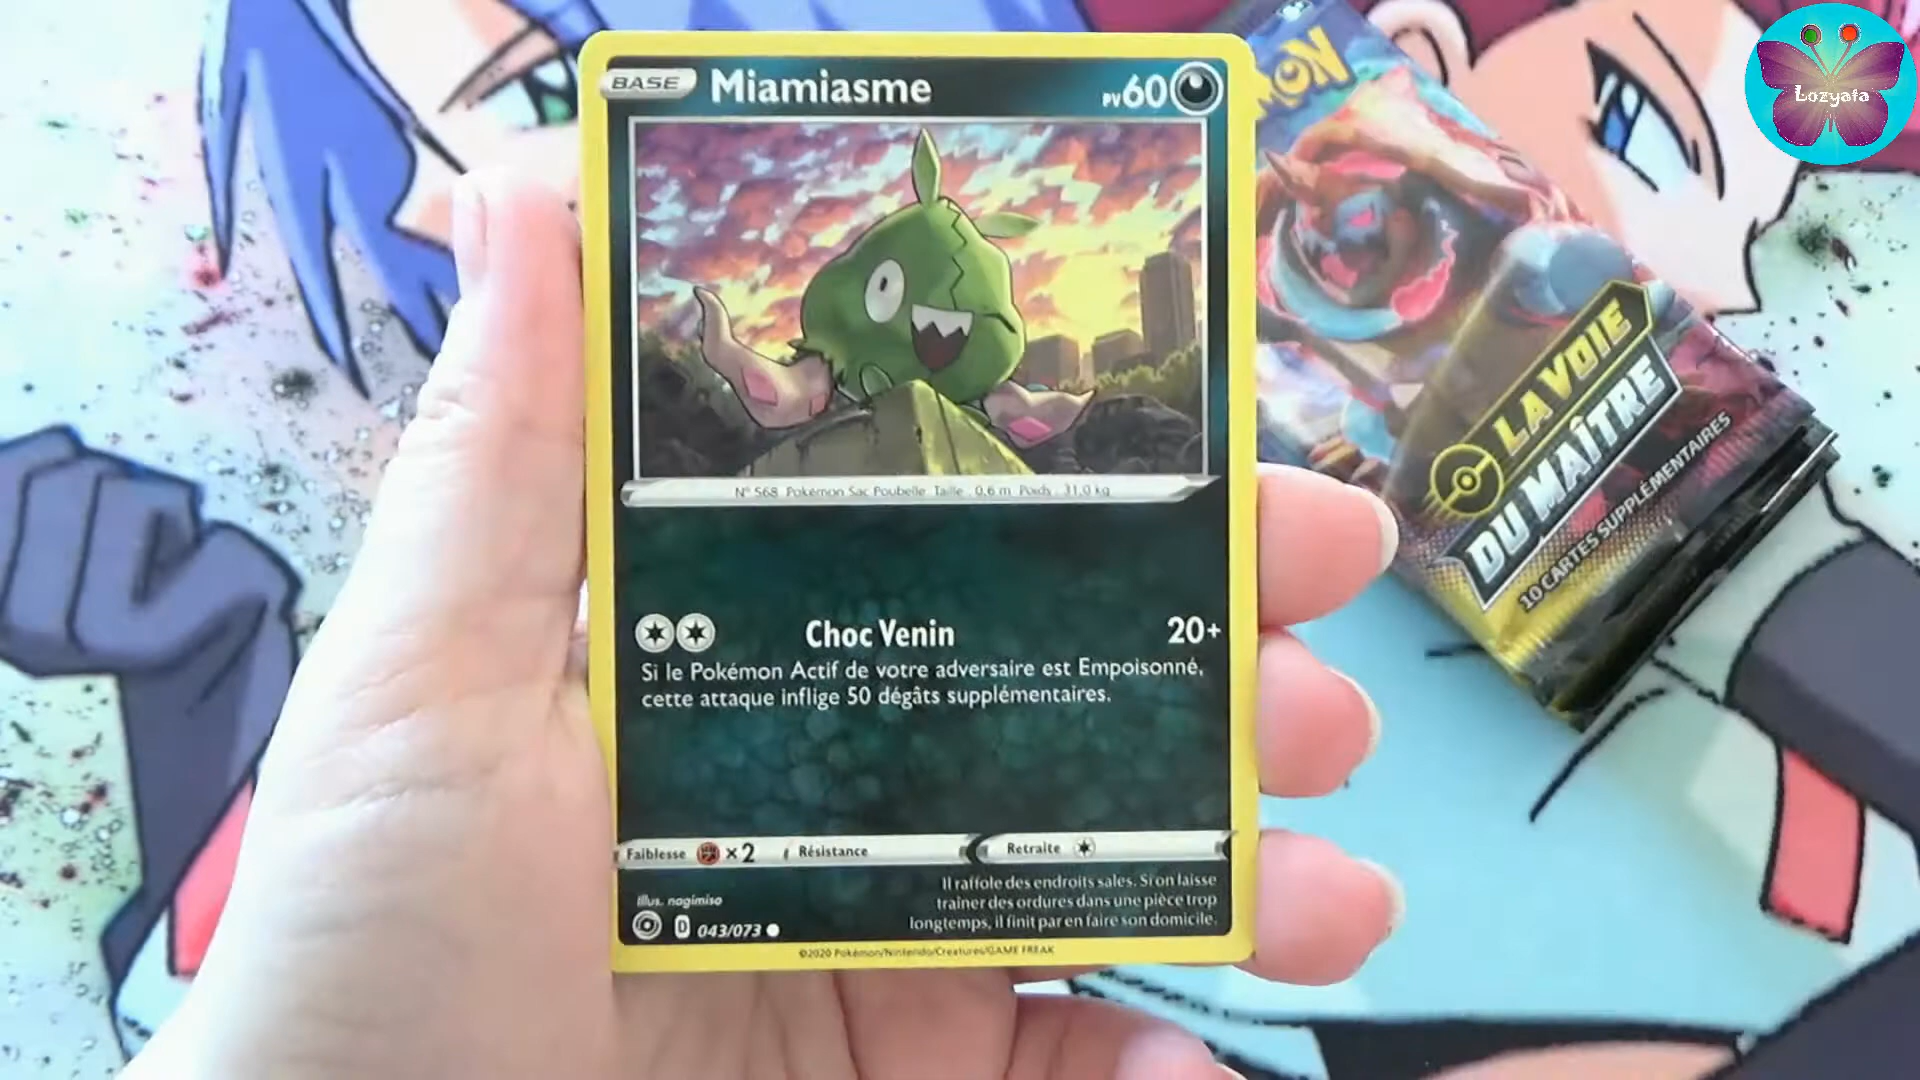 BASE
Miamiasme
PV60
MON
Lozyafa
N° 568 Pokémon Sac Poubelle Taille : 0,6 m Poids : 31,0 kg
LA VOIE
DU MAÎTRE
10 CARTES SUPPLÉMENTAIRES
Choc Venin 20+
Si le Pokémon Actif de votre adversaire est Empoisonné,
cette attaque inflige 50 dégâts supplémentaires.
Faiblesse ×2 Résistance Retraite
Il raffole des endroits sales. Si on laisse
traîner des ordures dans une pièce trop
longtemps, il finit par en faire son domicile.
Illus. nagimiso
D 043/073
©2020 Pokémon/Nintendo/Creatures/GAME FREAK